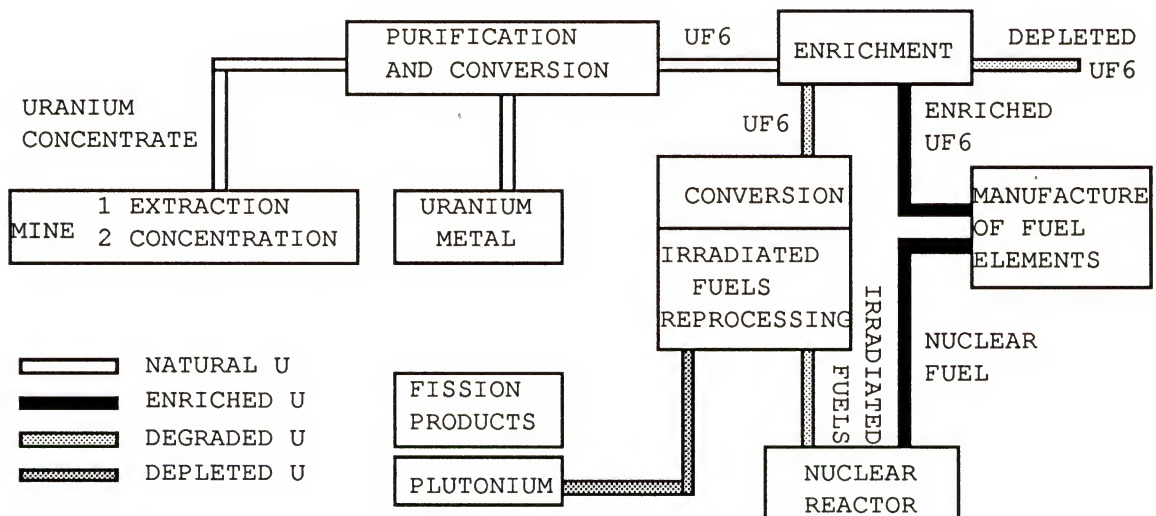 PURIFICATION
AND CONVERSION
UF6
ENRICHMENT
DEPLETED
UF6
URANIUM
CONCENTRATE
UF6
ENRICHED
UF6
MINE
1 EXTRACTION
2 CONCENTRATION
URANIUM
METAL
CONVERSION
MANUFACTURE
OF FUEL
ELEMENTS
IRRADIATED
FUELS
REPROCESSING
IRRADIATED
FUELS
NUCLEAR
FUEL
NATURAL U
ENRICHED U
DEGRADED U
DEPLETED U
FISSION
PRODUCTS
PLUTONIUM
NUCLEAR
REACTOR